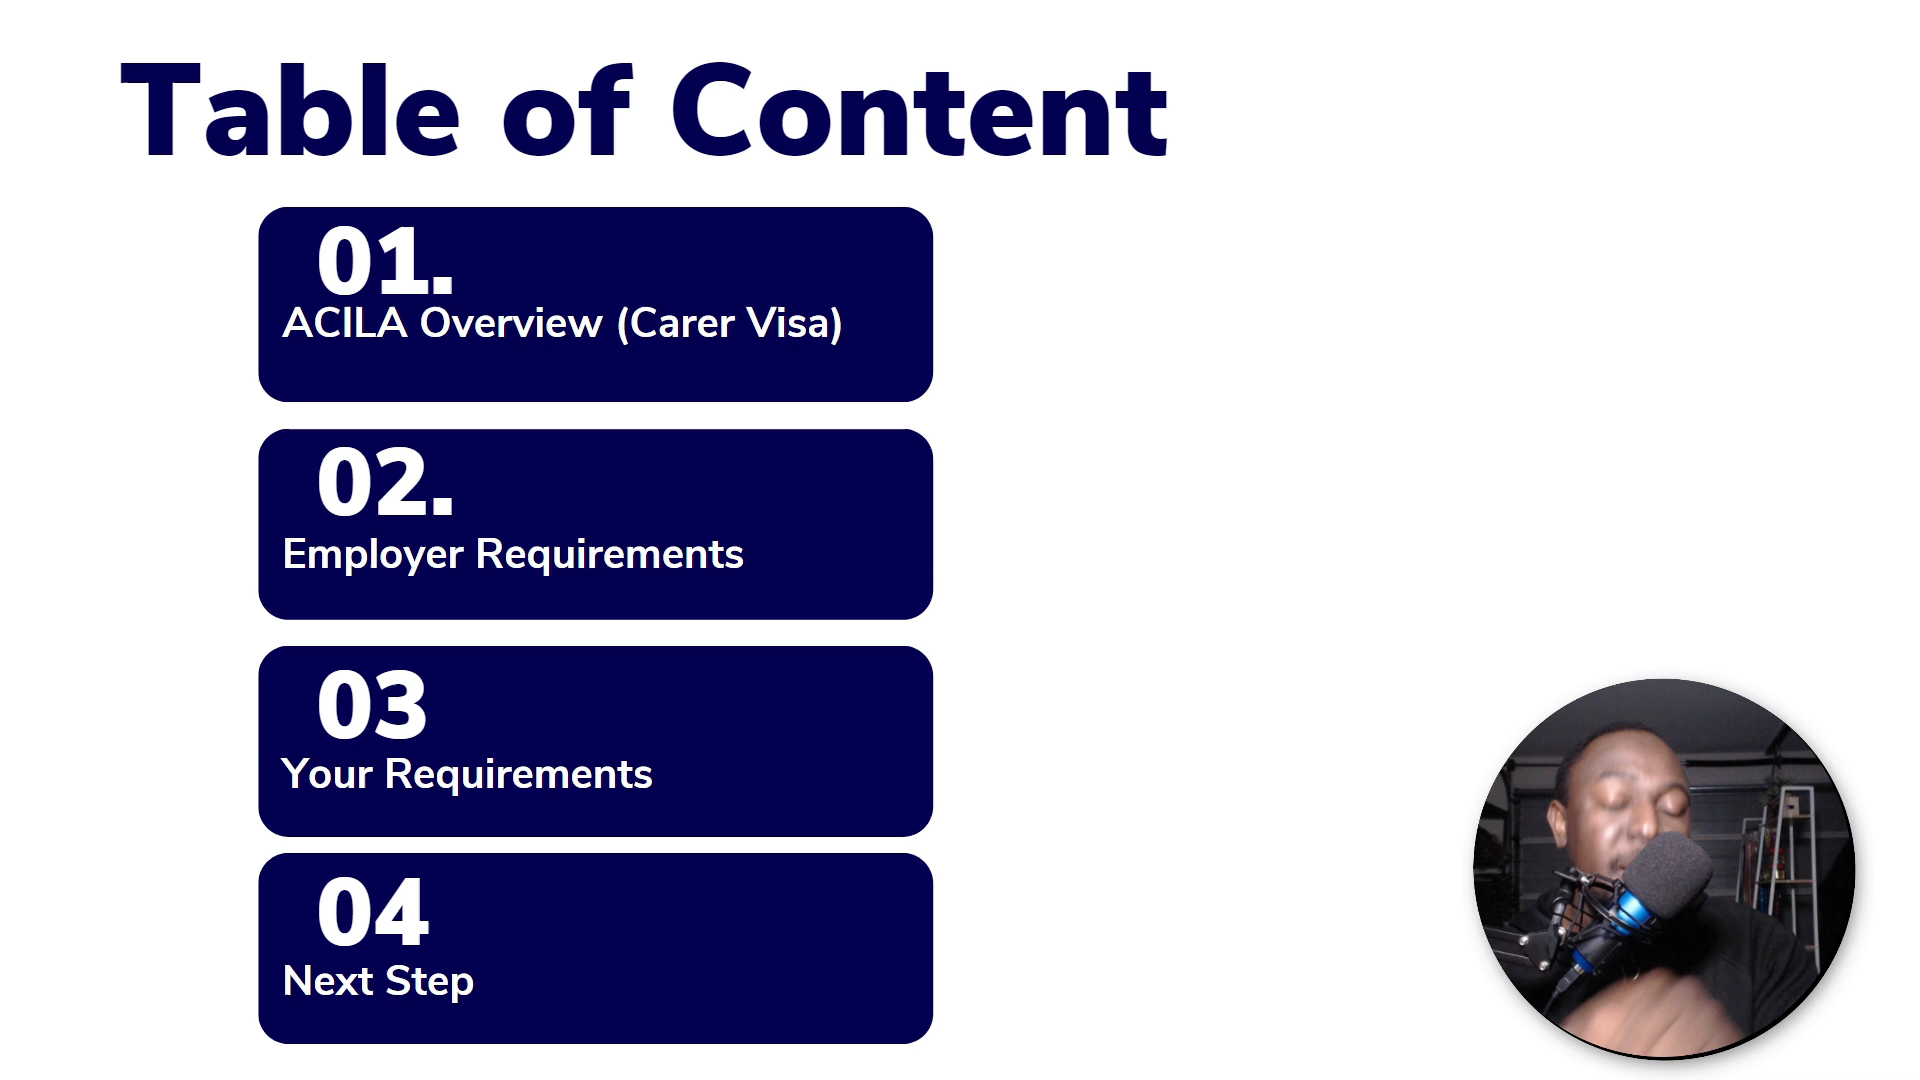 Table of Content
01.
ACILA Overview (Carer Visa)
02.
Employer Requirements
03
Your Requirements
04
Next Step